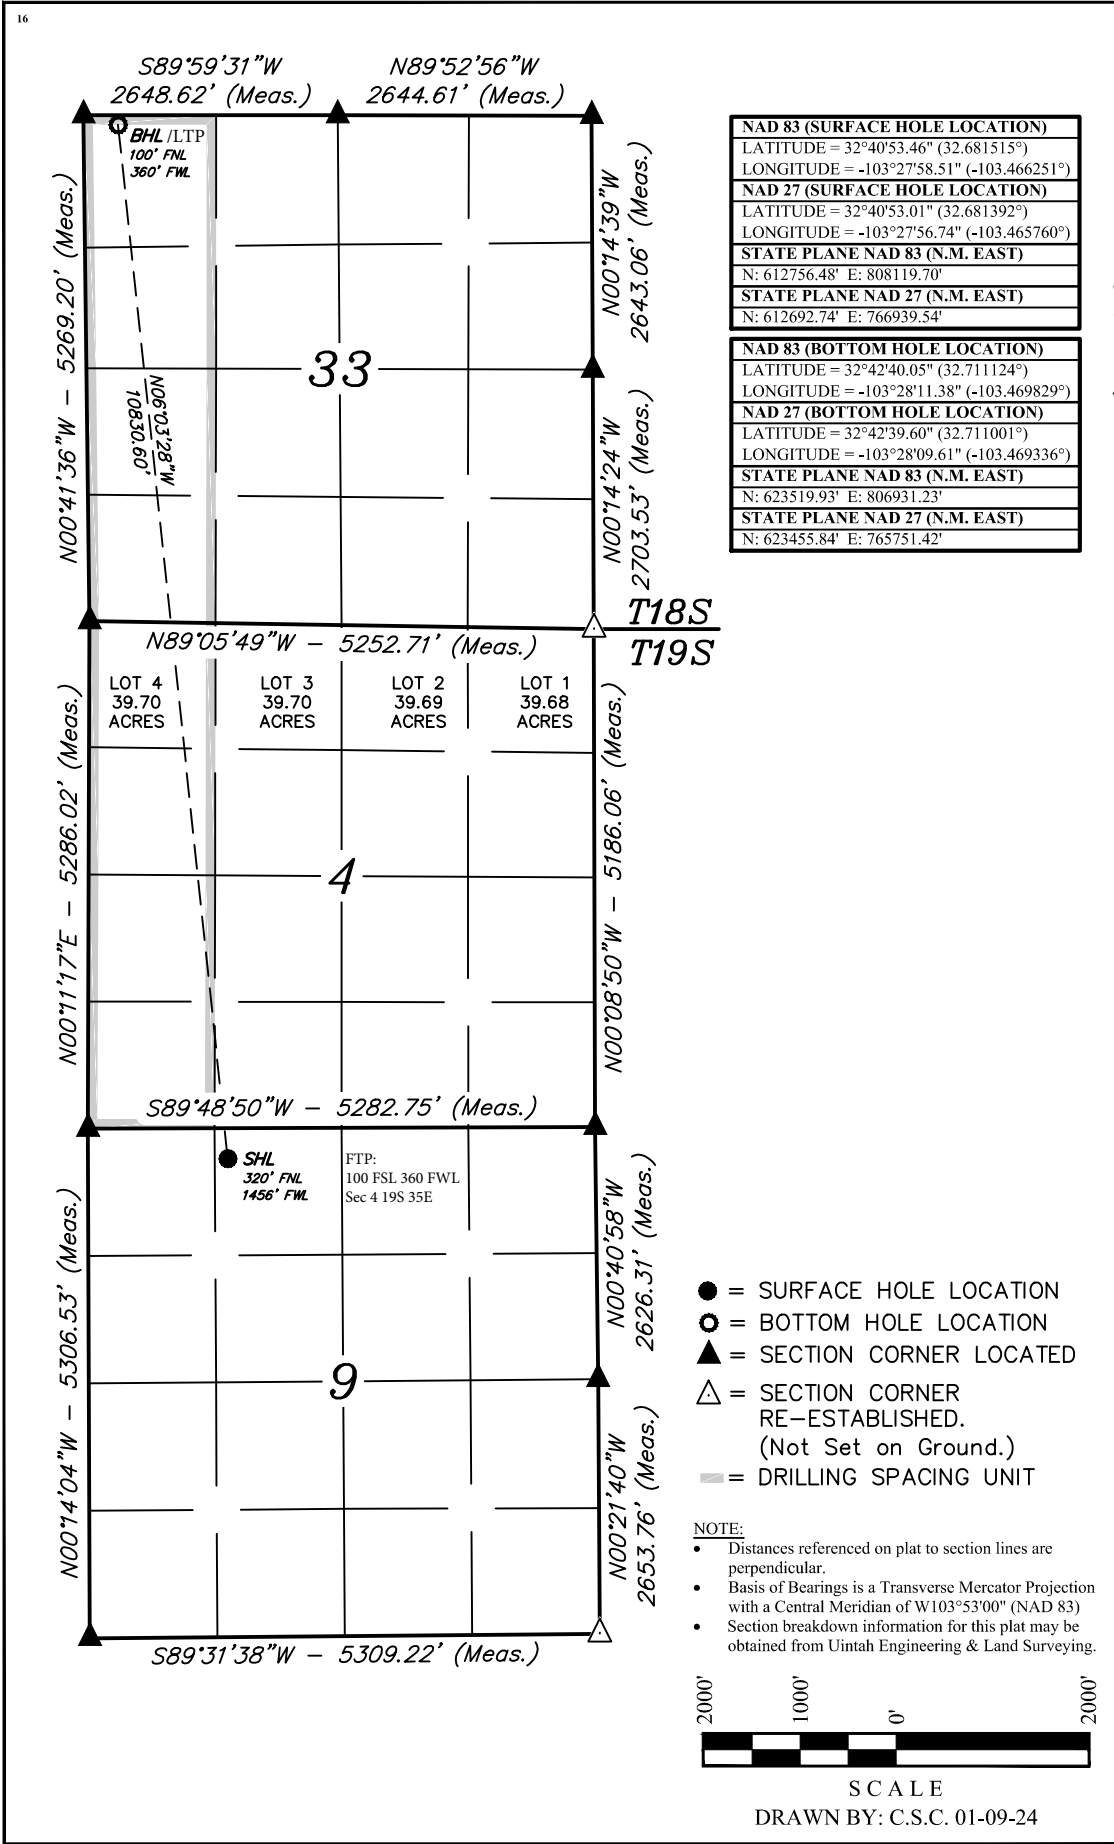 16
S89°59'31"W
2648.62' (Meas.)
N89°52'56"W
2644.61' (Meas.)
BHL /LTP
100' FNL
360' FWL
N00°41'36"W – 5269.20' (Meas.)
N06°03'28"W
10830.60'
33
N00°14'39"W
2643.06' (Meas.)
N00°14'24"W
2703.53' (Meas.)
T18S
T19S
N89°05'49"W – 5252.71' (Meas.)
LOT 4
39.70
ACRES
LOT 3
39.70
ACRES
LOT 2
39.69
ACRES
LOT 1
39.68
ACRES
N00°11'17"E – 5286.02' (Meas.)
4
N00°08'50"W – 5186.06' (Meas.)
S89°48'50"W – 5282.75' (Meas.)
SHL
320' FNL
1456' FWL
FTP:
100 FSL 360 FWL
Sec 4 19S 35E
N00°14'04"W – 5306.53' (Meas.)
9
N00°40'58"W
2626.31' (Meas.)
N00°21'40"W
2653.76' (Meas.)
S89°31'38"W – 5309.22' (Meas.)
NAD 83 (SURFACE HOLE LOCATION)
LATITUDE = 32°40'53.46" (32.681515°)
LONGITUDE = -103°27'58.51" (-103.466251°)
NAD 27 (SURFACE HOLE LOCATION)
LATITUDE = 32°40'53.01" (32.681392°)
LONGITUDE = -103°27'56.74" (-103.465760°)
STATE PLANE NAD 83 (N.M. EAST)
N: 612756.48' E: 808119.70'
STATE PLANE NAD 27 (N.M. EAST)
N: 612692.74' E: 766939.54'
NAD 83 (BOTTOM HOLE LOCATION)
LATITUDE = 32°42'40.05" (32.711124°)
LONGITUDE = -103°28'11.38" (-103.469829°)
NAD 27 (BOTTOM HOLE LOCATION)
LATITUDE = 32°42'39.60" (32.711001°)
LONGITUDE = -103°28'09.61" (-103.469336°)
STATE PLANE NAD 83 (N.M. EAST)
N: 623519.93' E: 806931.23'
STATE PLANE NAD 27 (N.M. EAST)
N: 623455.84' E: 765751.42'
= SURFACE HOLE LOCATION
= BOTTOM HOLE LOCATION
= SECTION CORNER LOCATED
= SECTION CORNER
RE-ESTABLISHED.
(Not Set on Ground.)
= DRILLING SPACING UNIT
NOTE:
• Distances referenced on plat to section lines are
perpendicular.
• Basis of Bearings is a Transverse Mercator Projection
with a Central Meridian of W103°53'00" (NAD 83)
• Section breakdown information for this plat may be
obtained from Uintah Engineering & Land Surveying.
2000' 1000' 0' 2000'
SCALE
DRAWN BY: C.S.C. 01-09-24